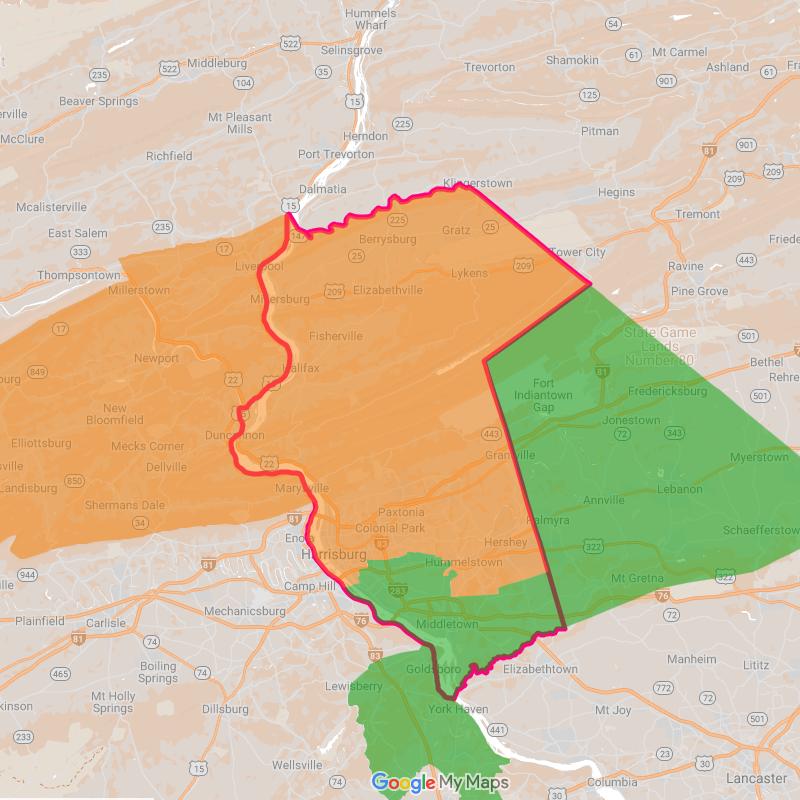 Hummels
Wharf
54
522
Selinsgrove
Shamokin
61
Mt Carmel
Middleburg
522
Trevorton
Ashland
61
235
35
104
901
Beaver Springs
15
125
Mt Pleasant
Mills
McClure
225
Herndon
Pitman
901
81
Port Trevorton
Richfield
209
209
Dalmatia
Klingerstown
Hegins
15
Mcalisterville
Tremont
225
235
147
Gratz
25
East Salem
Berrysburg
17
333
25
Tower City
443
Liverpool
209
Ravine
Thompsontown
Lykens
Millerstown
209
Elizabethville
Pine Grove
Millersburg
17
State Game
Lands
Number 80
501
Fisherville
Newport
Bethel
Halifax
849
22
81
Rehre
Fort
Indiantown
Gap
Fredericksburg
501
New
Bloomfield
Jonestown
Duncannon
443
72
343
Elliottsburg
Mecks Corner
Grantville
Myerstown
22
Dellville
850
Landisburg
Marysville
Lebanon
Annville
Shermans Dale
Paxtonia
81
Palmyra
34
Colonial Park
Schaefferstow
Enola
83
Hershey
322
Harrisburg
81
Hummelstown
944
Mt Gretna
322
Camp Hill
283
76
Mechanicsburg
72
Plainfield
Carlisle
76
Middletown
81
74
83
Manheim
Boiling
Springs
Lititz
Goldsboro
Elizabethtown
465
74
Lewisberry
772
Mt Holly
Springs
Dillsburg
York Haven
Mt Joy
501
233
441
Wellsville
23
30
15
Lancaster
74
Columbia
30
Google My Maps